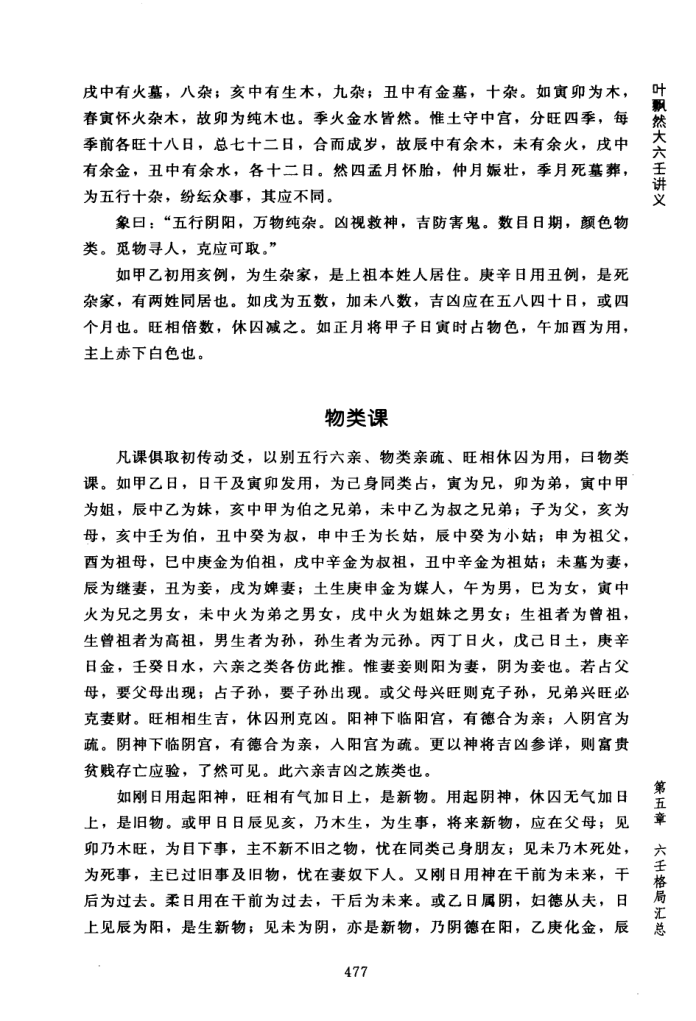 戌中有火墓，八杂；亥中有生木，九杂；丑中有金墓，十杂。如寅卯为木，
春寅怀火杂木，故卯为纯木也。季火金水皆然。惟土守中宫，分旺四季，每
季前各旺十八日，总七十二日，合而成岁，故辰中有余木，未有余火，戌中
有余金，丑中有余水，各十二日。然四孟月怀胎，仲月娠壮，季月死墓葬，
为五行十杂，纷纭众事，其应不同。
象曰：“五行阴阳，万物纯杂。凶视救神，吉防害鬼。数目日期，颜色物
类。觅物寻人，克应可取。”
如甲乙初用亥例，为生杂家，是上祖本姓人居住。庚辛日用丑例，是死
杂家，有两姓同居也。如戌为五数，加未八数，吉凶应在五八四十日，或四
个月也。旺相倍数，休囚减之。如正月将甲子日寅时占物色，午加酉为用，
主上赤下白色也。
物类课
凡课俱取初传动爻，以别五行六亲、物类亲疏、旺相休囚为用，曰物类
课。如甲乙日，日干及寅卯发用，为己身同类占，寅为兄，卯为弟，寅中甲
为姐，辰中乙为妹，亥中甲为伯之兄弟，未中乙为叔之兄弟；子为父，亥为
母，亥中壬为伯，丑中癸为叔，申中壬为长姑，辰中癸为小姑；申为祖父，
酉为祖母，巳中庚金为伯祖，戌中辛金为叔祖，丑中辛金为祖姑；未墓为妻，
辰为继妻，丑为妾，戌为婢妻；土生庚申金为媒人，午为男，巳为女，寅中
火为兄之男女，未中火为弟之男女，戌中火为姐妹之男女；生祖者为曾祖，
生曾祖者为高祖，男生者为孙，孙生者为元孙。丙丁日火，戊己日土，庚辛
日金，壬癸日水，六亲之类各仿此推。惟妻妾则阳为妻，阴为妾也。若占父
母，要父母出现；占子孙，要子孙出现。或父母兴旺则克子孙，兄弟兴旺必
克妻财。旺相相生吉，休囚刑克凶。阳神下临阳宫，有德合为亲；入阴宫为
疏。阴神下临阴宫，有德合为亲，入阳宫为疏。更以神将吉凶参详，则富贵
贫贱存亡应验，了然可见。此六亲吉凶之族类也。
如刚日用起阳神，旺相有气加日上，是新物。用起阴神，休囚无气加日
上，是旧物。或甲日日辰见亥，乃木生，为生事，将来新物，应在父母；见
卯乃木旺，为目下事，主不新不旧之物，忧在同类己身朋友；见未乃木死处，
为死事，主已过旧事及旧物，忧在妻奴下人。又刚日用神在干前为未来，干
后为过去。柔日用在干前为过去，干后为未来。或乙日属阴，妇德从夫，日
上见辰为阳，是生新物；见未为阴，亦是新物，乃阴德在阳，乙庚化金，辰
叶飘然大六壬讲义
第五章 六壬格局汇总
477